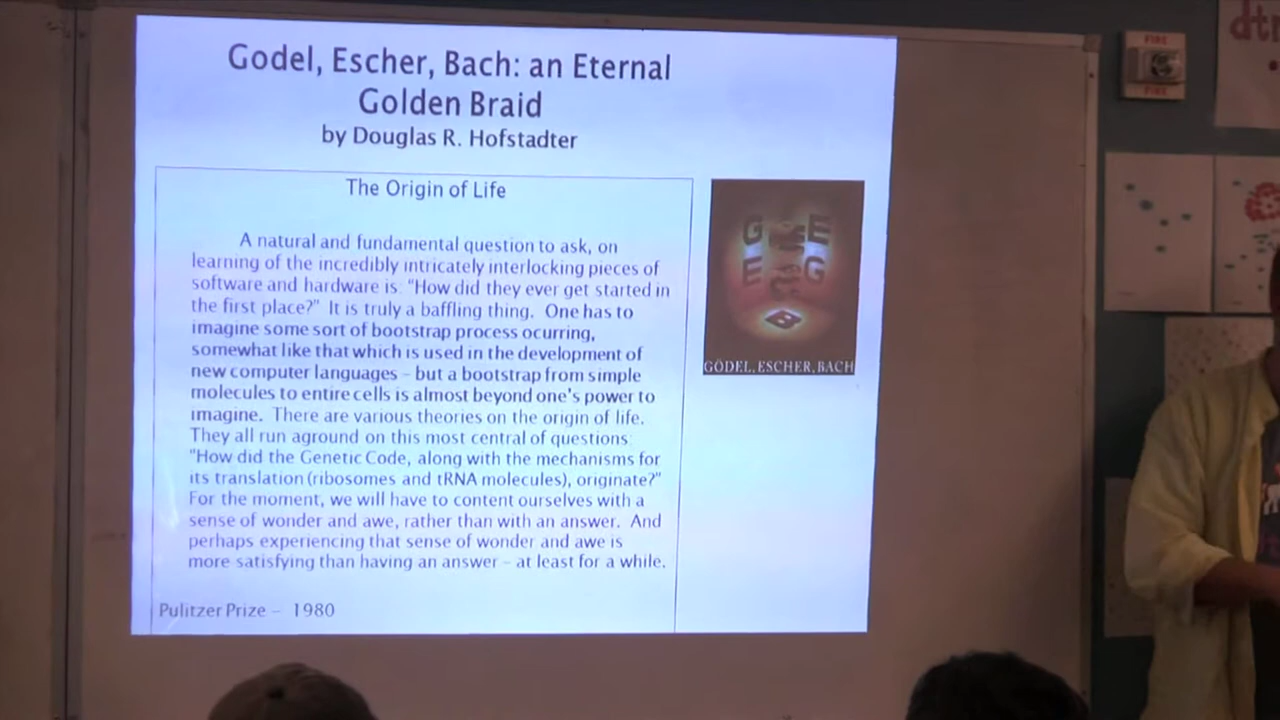 Godel, Escher, Bach: an Eternal
Golden Braid
by Douglas R. Hofstadter
The Origin of Life
A natural and fundamental question to ask, on
learning of the incredibly intricately interlocking pieces of
software and hardware is: "How did they ever get started in
the first place?" It is truly a baffling thing. One has to
imagine some sort of bootstrap process ocurring,
somewhat like that which is used in the development of
new computer languages – but a bootstrap from simple
molecules to entire cells is almost beyond one's power to
imagine. There are various theories on the origin of life.
They all run aground on this most central of questions:
"How did the Genetic Code, along with the mechanisms for
its translation (ribosomes and tRNA molecules), originate?"
For the moment, we will have to content ourselves with a
sense of wonder and awe, rather than with an answer. And
perhaps experiencing that sense of wonder and awe is
more satisfying than having an answer – at least for a while.
Pulitzer Prize – 1980
G E
E G
B
GÖDEL, ESCHER, BACH
FIRE
FIRE